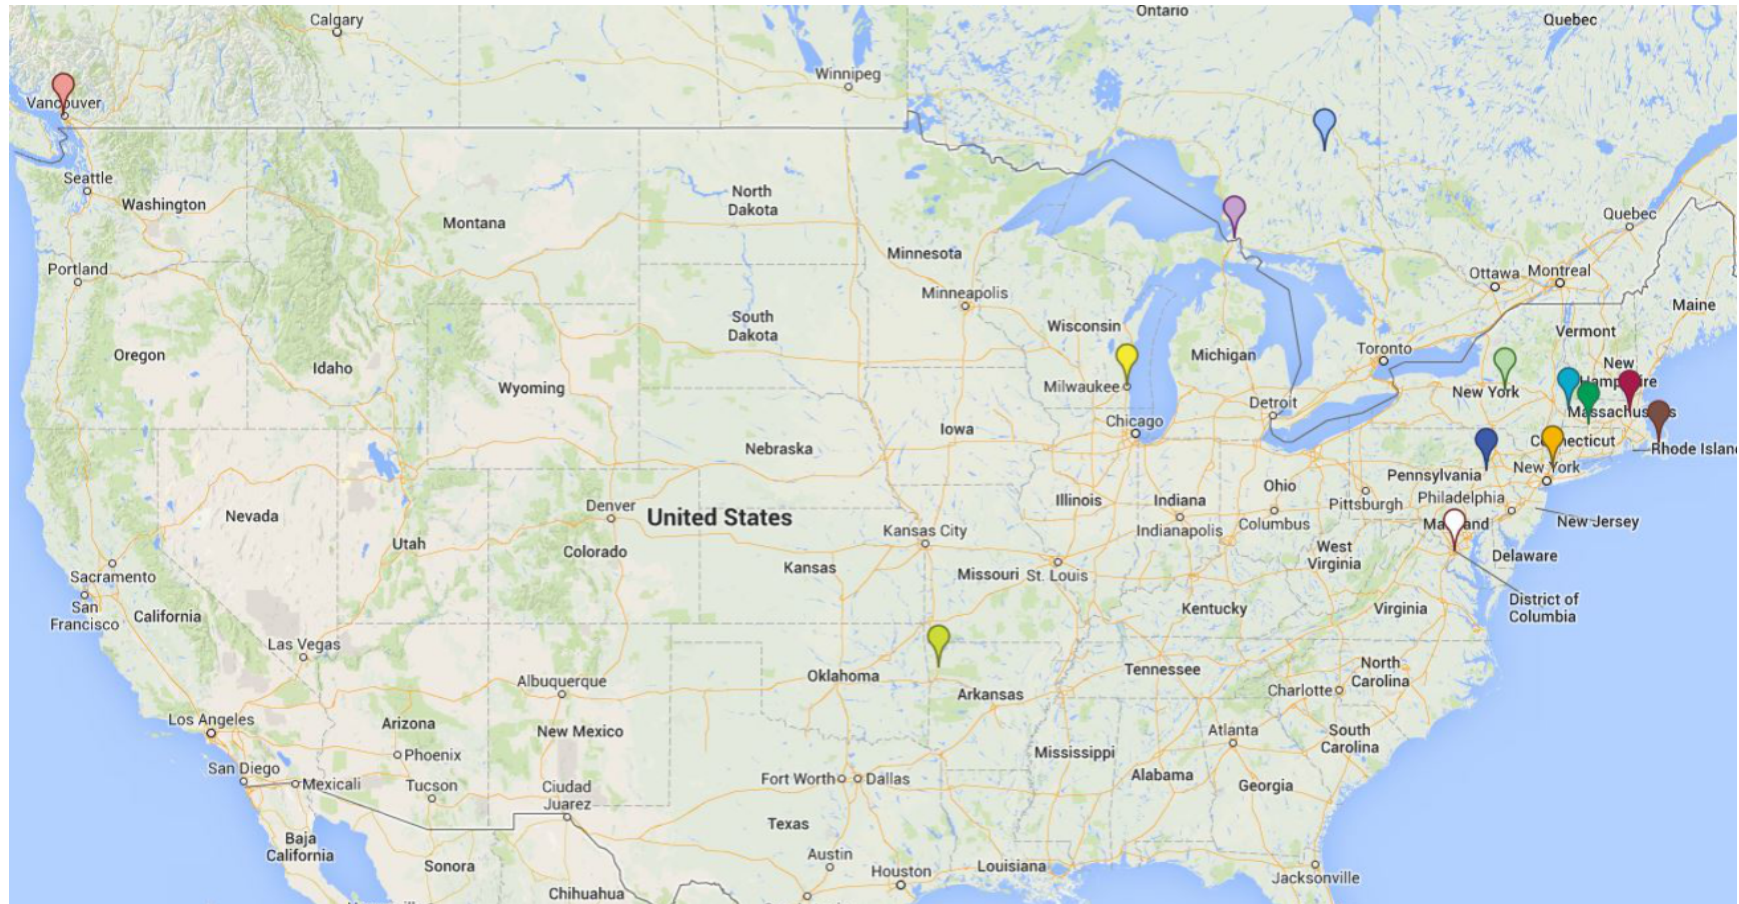 Calgary
Ontario
Quebec
Winnipeg
Vancouver
Seattle
Washington
North
Dakota
Montana
Quebec
Minnesota
Portland
Ottawa
Montreal
Minneapolis
Maine
South
Dakota
Wisconsin
Vermont
Oregon
Michigan
Toronto
Idaho
New
Hampshire
Wyoming
Milwaukee
New York
Detroit
Massachusetts
Chicago
Iowa
Connecticut
Nebraska
Rhode Island
New York
Pennsylvania
Ohio
Illinois
Indiana
Pittsburgh
Philadelphia
Denver
United States
Nevada
Maryland
New Jersey
Columbus
Kansas City
Indianapolis
Utah
Colorado
West
Virginia
Delaware
Kansas
Missouri
St. Louis
Sacramento
San
Francisco
California
Kentucky
Virginia
District of
Columbia
Las Vegas
North
Carolina
Tennessee
Oklahoma
Albuquerque
Arkansas
Charlotte
Los Angeles
Arizona
New Mexico
Atlanta
South
Carolina
Mississippi
Phoenix
San Diego
Mexicali
Tucson
Ciudad
Juarez
Fort Worth
Dallas
Alabama
Georgia
Texas
Baja
California
Sonora
Austin
Houston
Louisiana
Jacksonville
Chihuahua